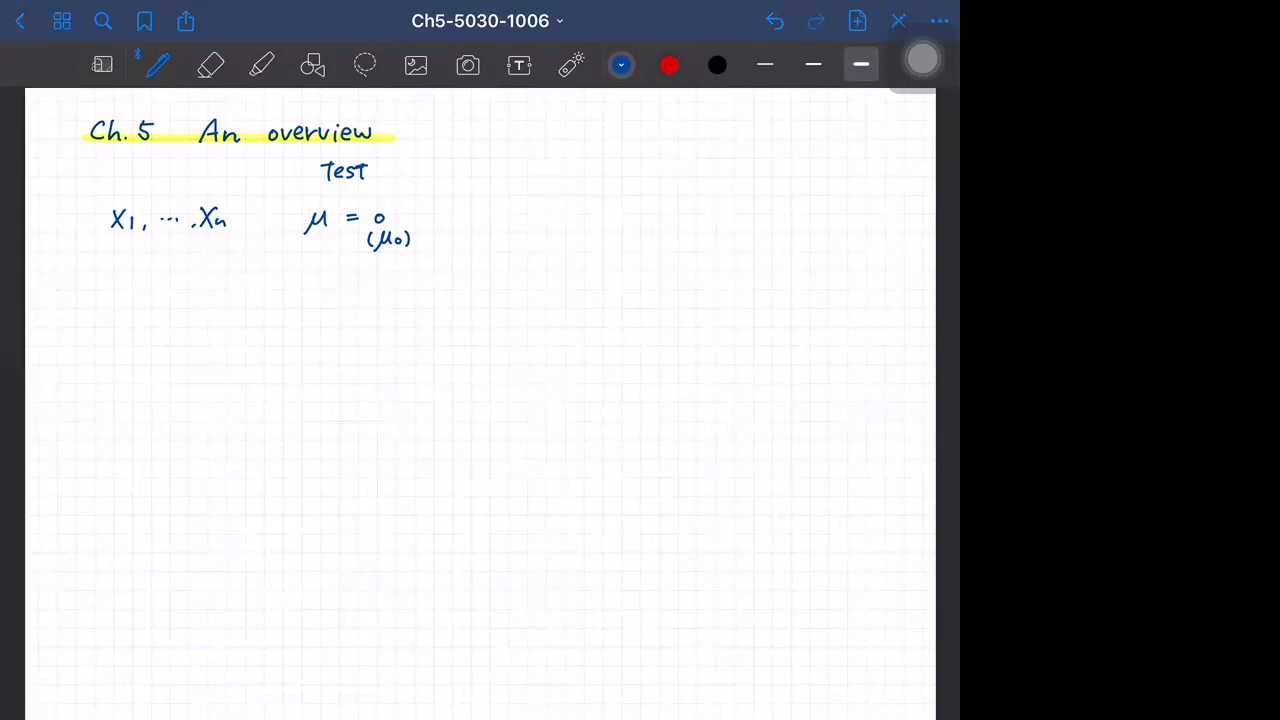 Ch5-5030-1006
T
Ch. 5 An overview
Test
X1, ... .Xn μ = 0
(μ0)